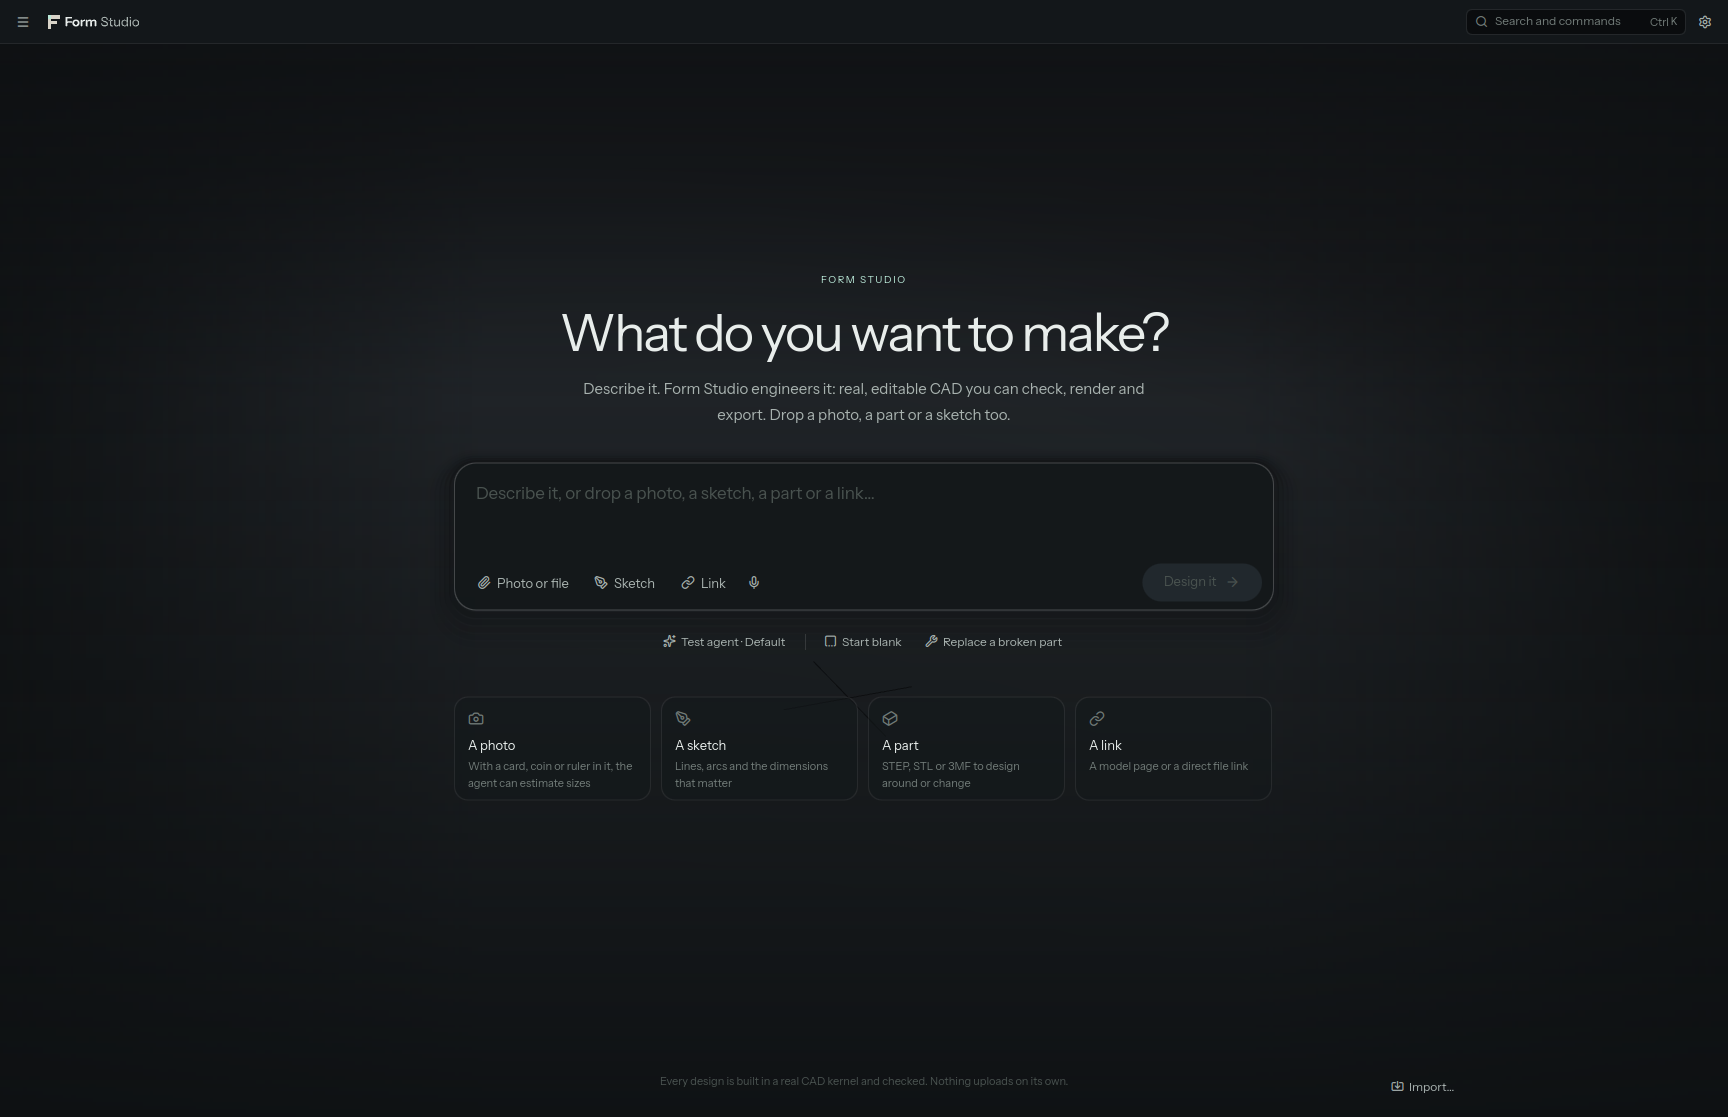 Form Studio
Search and commands Ctrl K
FORM STUDIO
What do you want to make?
Describe it. Form Studio engineers it: real, editable CAD you can check, render and
export. Drop a photo, a part or a sketch too.
Describe it, or drop a photo, a sketch, a part or a link...
Photo or file Sketch Link Design it
Test agent · Default Start blank Replace a broken part
A photo
With a card, coin or ruler in it, the
agent can estimate sizes
A sketch
Lines, arcs and the dimensions
that matter
A part
STEP, STL or 3MF to design
around or change
A link
A model page or a direct file link
Every design is built in a real CAD kernel and checked. Nothing uploads on its own.
Import...